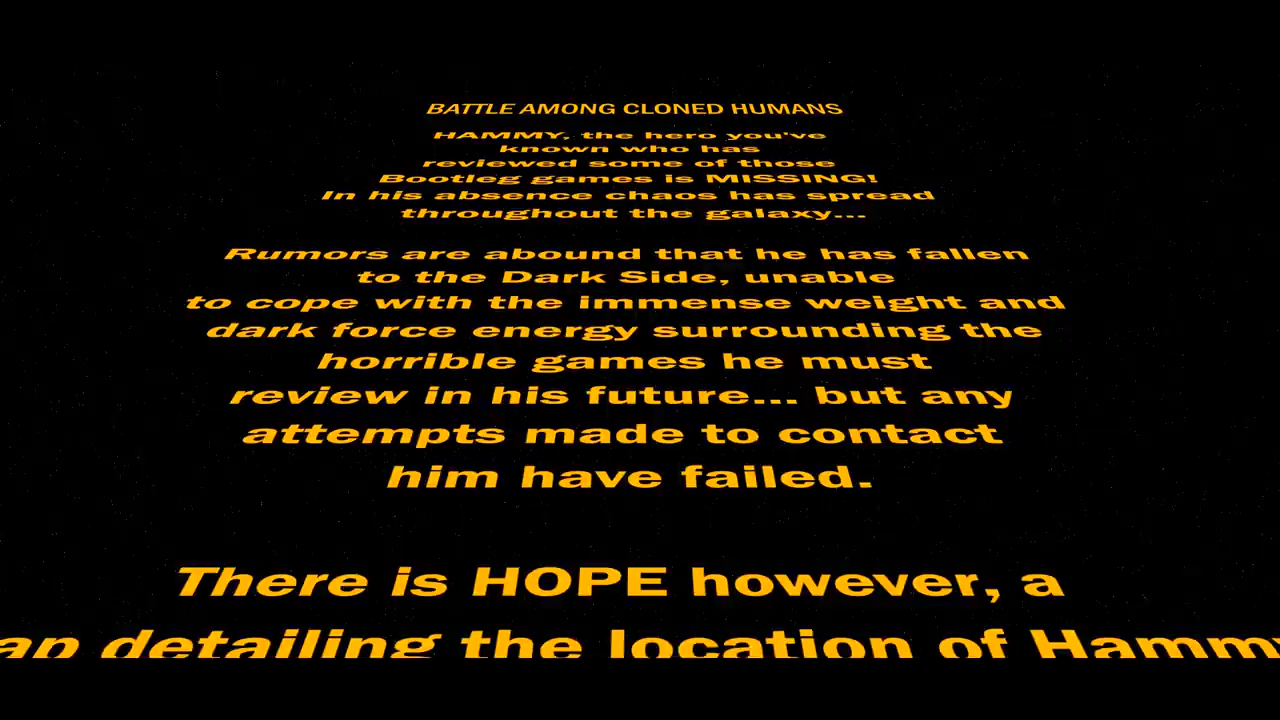 BATTLE AMONG CLONED HUMANS
HAMMY, the hero you've
known who has
reviewed some of those
Bootleg games is MISSING!
In his absence chaos has spread
throughout the galaxy...
Rumors are abound that he has fallen
to the Dark Side, unable
to cope with the immense weight and
dark force energy surrounding the
horrible games he must
review in his future... but any
attempts made to contact
him have failed.
There is HOPE however, a
detailing the location of